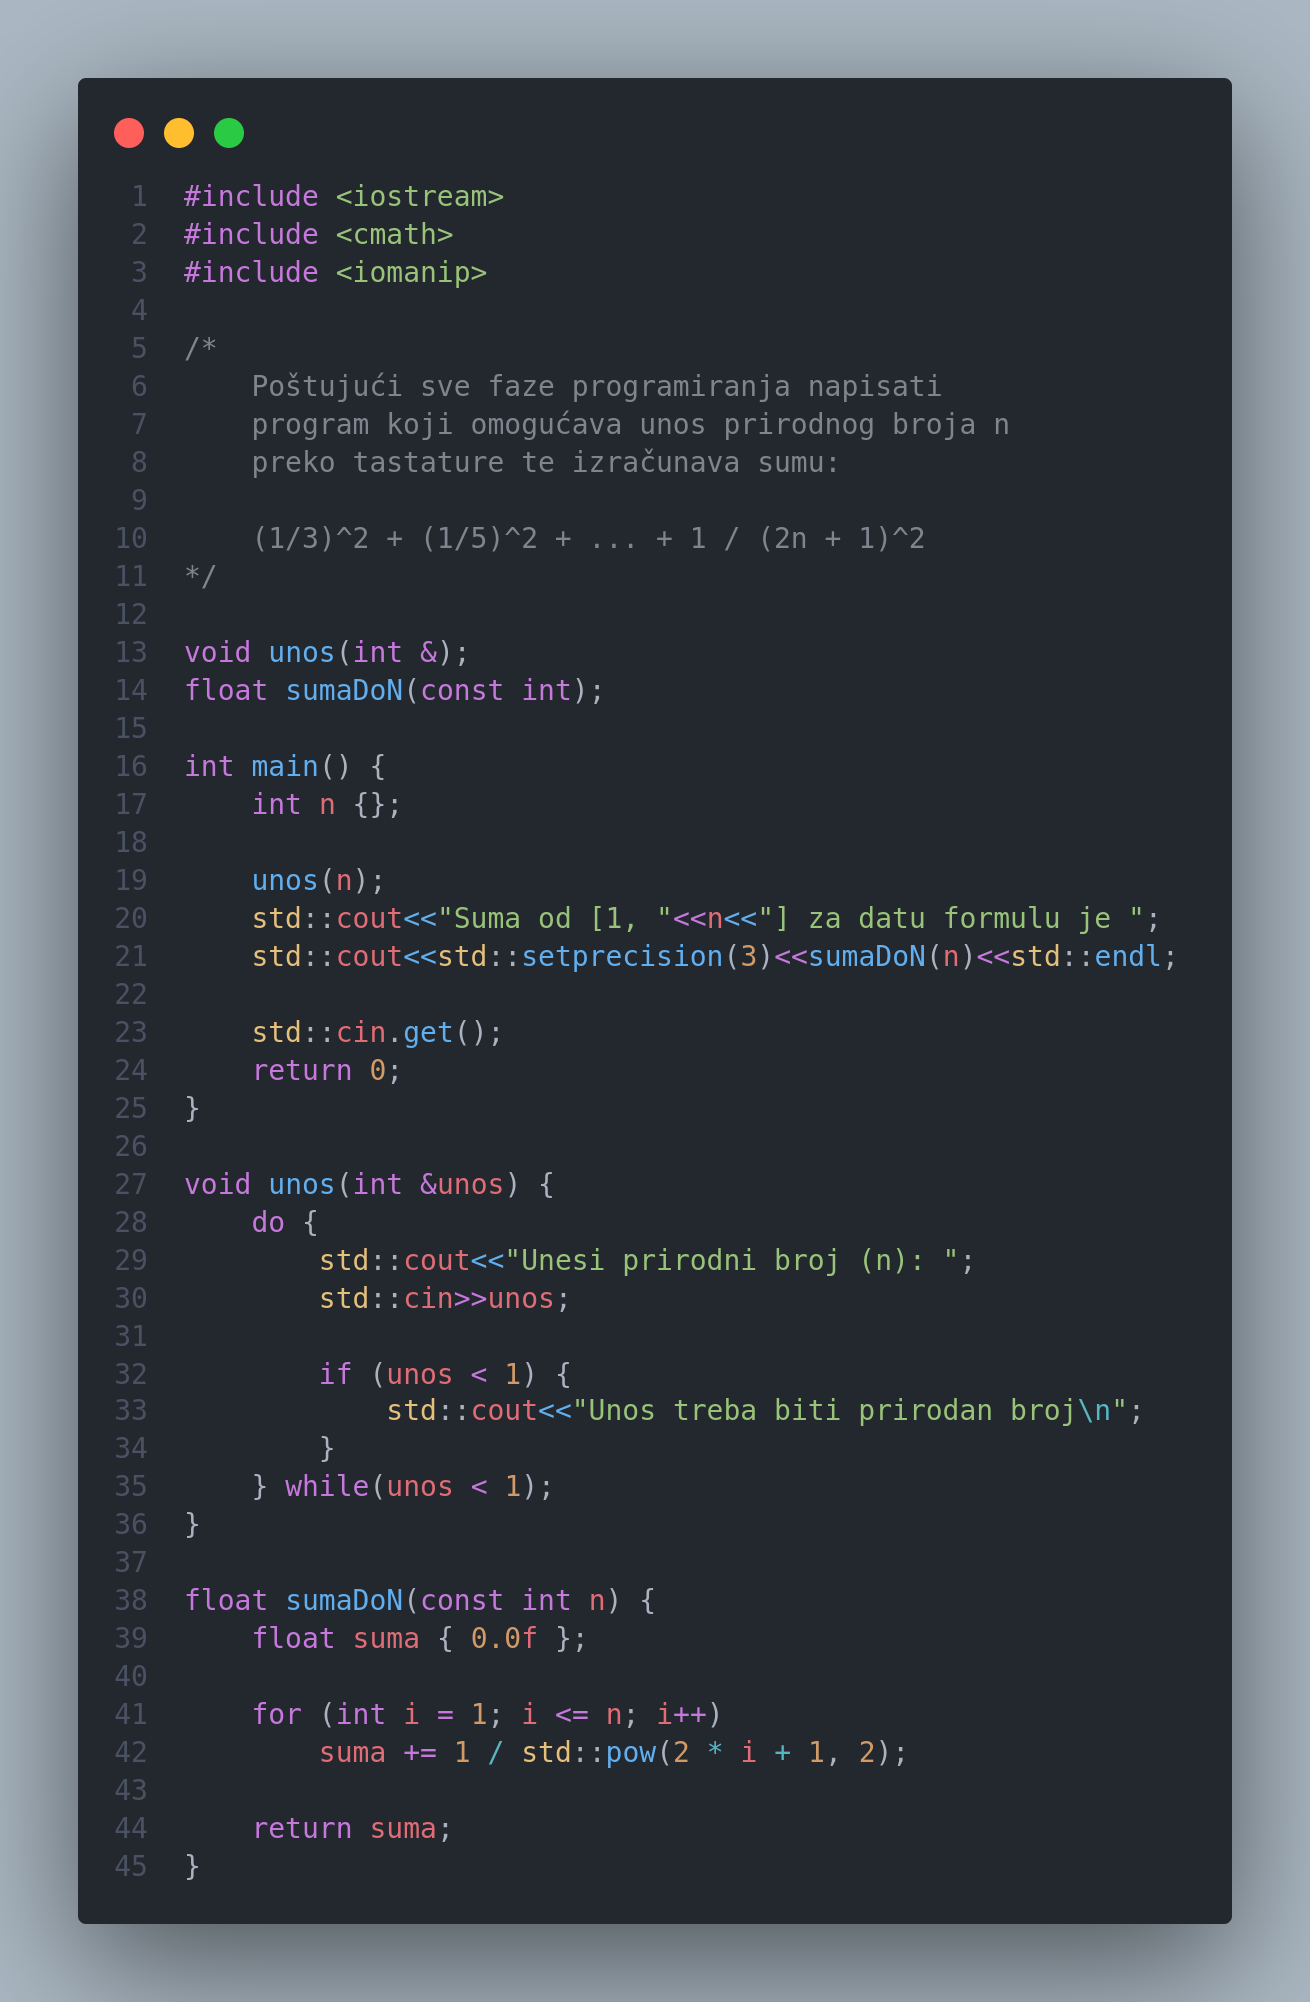 1 #include <iostream>
2 #include <cmath>
3 #include <iomanip>
4
5 /*
6     Poštujući sve faze programiranja napisati
7     program koji omogućava unos prirodnog broja n
8     preko tastature te izračunava sumu:
9
10     (1/3)^2 + (1/5)^2 + ... + 1 / (2n + 1)^2
11 */
12
13 void unos(int &);
14 float sumaDoN(const int);
15
16 int main() {
17     int n {};
18
19     unos(n);
20     std::cout<<"Suma od [1, "<<n<<"] za datu formulu je ";
21     std::cout<<std::setprecision(3)<<sumaDoN(n)<<std::endl;
22
23     std::cin.get();
24     return 0;
25 }
26
27 void unos(int &unos) {
28     do {
29         std::cout<<"Unesi prirodni broj (n): ";
30         std::cin>>unos;
31
32         if (unos < 1) {
33             std::cout<<"Unos treba biti prirodan broj\n";
34         }
35     } while(unos < 1);
36 }
37
38 float sumaDoN(const int n) {
39     float suma { 0.0f };
40
41     for (int i = 1; i <= n; i++)
42         suma += 1 / std::pow(2 * i + 1, 2);
43
44     return suma;
45 }